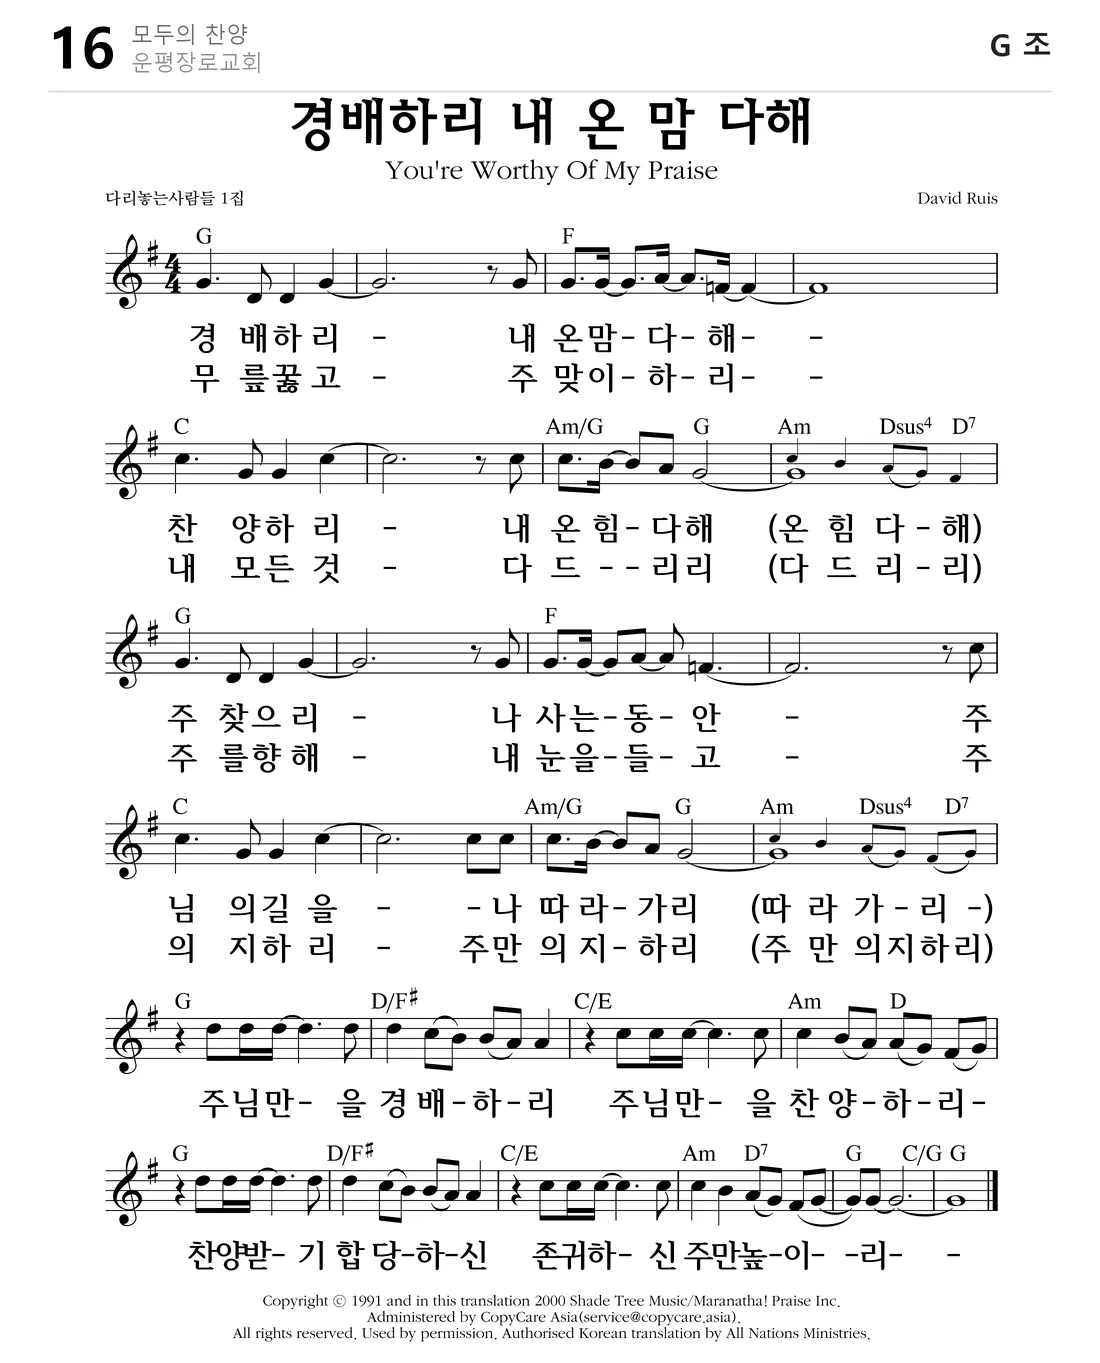 16 모두의 찬양
운평장로교회
G 조
경배하리 내 온 맘 다해
You're Worthy Of My Praise
다리놓는사람들 1집 David Ruis
G F
경 배하 리 - 내 온맘- 다- 해- -
무 릎꿇 고 - 주 맞이- 하- 리- -
C Am/G G Am Dsus4 D7
찬 양하 리 - 내 온 힘- 다해 (온 힘 다 - 해)
내 모든 것 - 다 드 - - 리리 (다 드 리 - 리)
G F
주 찾으 리 - 나 사는-동- 안 - 주
주 를향 해 - 내 눈을-들- 고 - 주
C Am/G G Am Dsus4 D7
님 의길 을 - -나 따 라- 가리 (따 라 가 - 리 -)
의 지하 리 - 주만 의 지- 하리 (주 만 의지하리)
G D/F♯ C/E Am D
주님만- 을 경 배-하-리 주님만- 을 찬 양-하-리-
G D/F♯ C/E Am D7 G C/G G
찬양받- 기 합 당-하-신 존귀하- 신 주만높-이- -리- -
Copyright ⓒ 1991 and in this translation 2000 Shade Tree Music/Maranatha! Praise Inc.
Administered by CopyCare Asia(service@copycare.asia).
All rights reserved. Used by permission. Authorised Korean translation by All Nations Ministries.